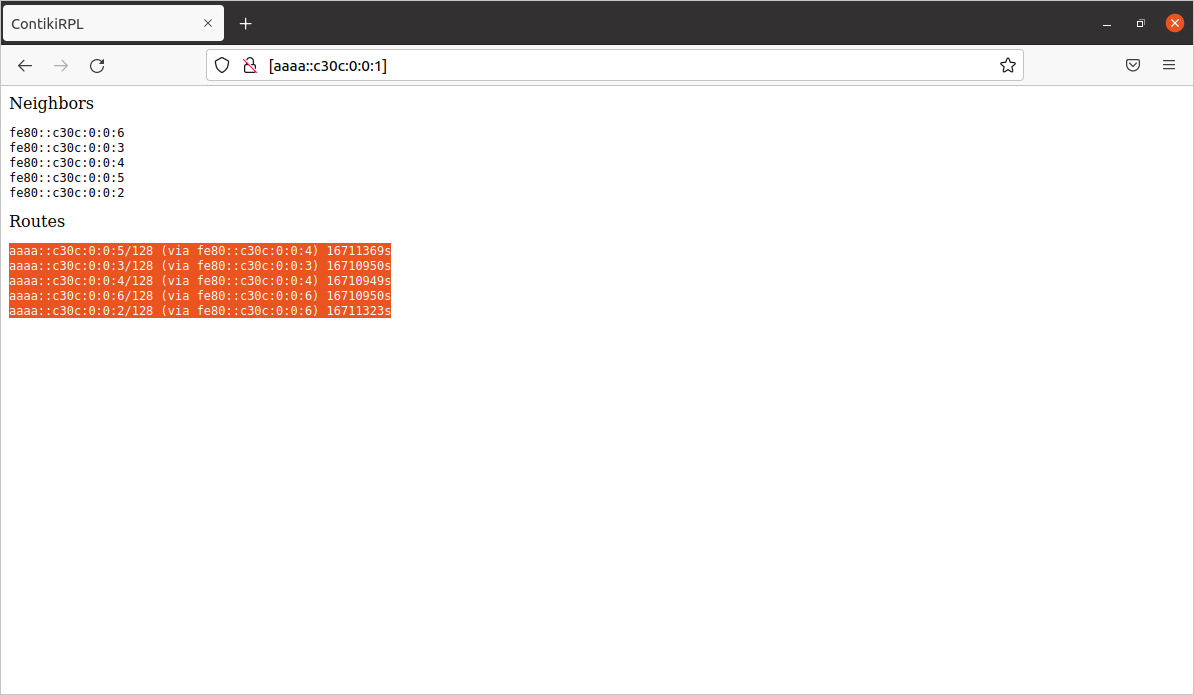 ContikiRPL
[aaaa::c30c:0:0:1]
Neighbors
fe80::c30c:0:0:6
fe80::c30c:0:0:3
fe80::c30c:0:0:4
fe80::c30c:0:0:5
fe80::c30c:0:0:2
Routes
aaaa::c30c:0:0:5/128 (via fe80::c30c:0:0:4) 16711369s
aaaa::c30c:0:0:3/128 (via fe80::c30c:0:0:3) 16710950s
aaaa::c30c:0:0:4/128 (via fe80::c30c:0:0:4) 16710949s
aaaa::c30c:0:0:6/128 (via fe80::c30c:0:0:6) 16710950s
aaaa::c30c:0:0:2/128 (via fe80::c30c:0:0:6) 16711323s